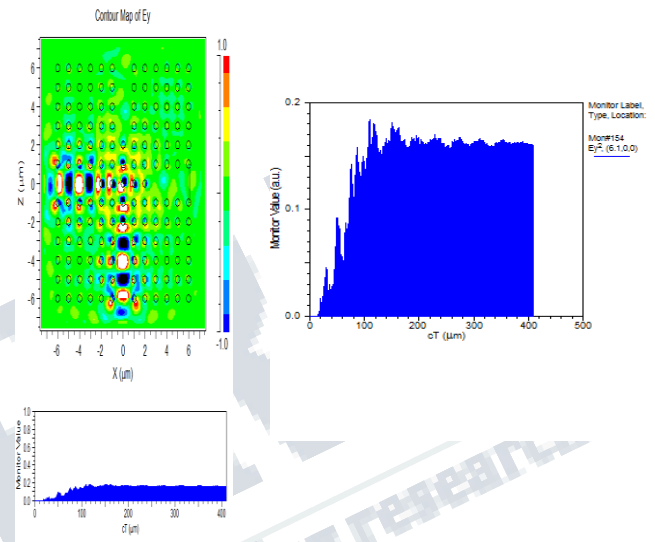 Contour Map of Ey
1.0
6
4
2
0
-2
-4
-6
Z (μm)
-6 -4 -2 0 2 4 6
X (μm)
-1.0
1.0
0.8
0.6
0.4
0.2
0.0
Monitor Value
0 100 200 300 400
cT (μm)
0.2
0.1
0.0
Monitor Value (a.u.)
0 100 200 300 400 500
cT (μm)
Monitor Label,
Type, Location:
Mon#154
Ey², (6.1,0,0)
research